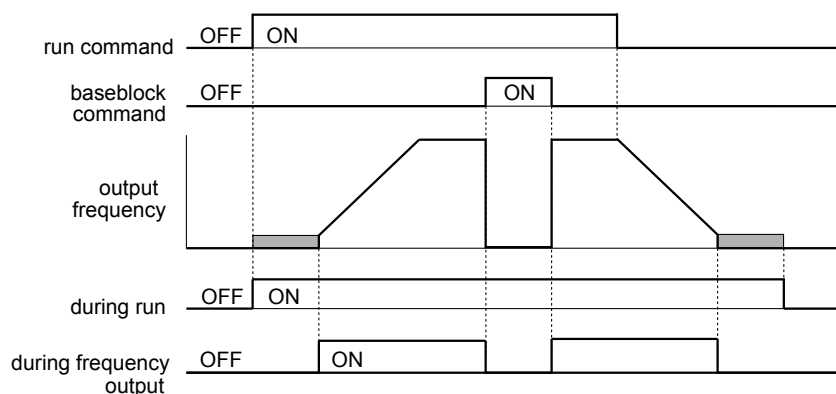 run command
OFF
ON
baseblock
command
OFF
ON
output
frequency
during run
OFF
ON
during frequency
output
OFF
ON